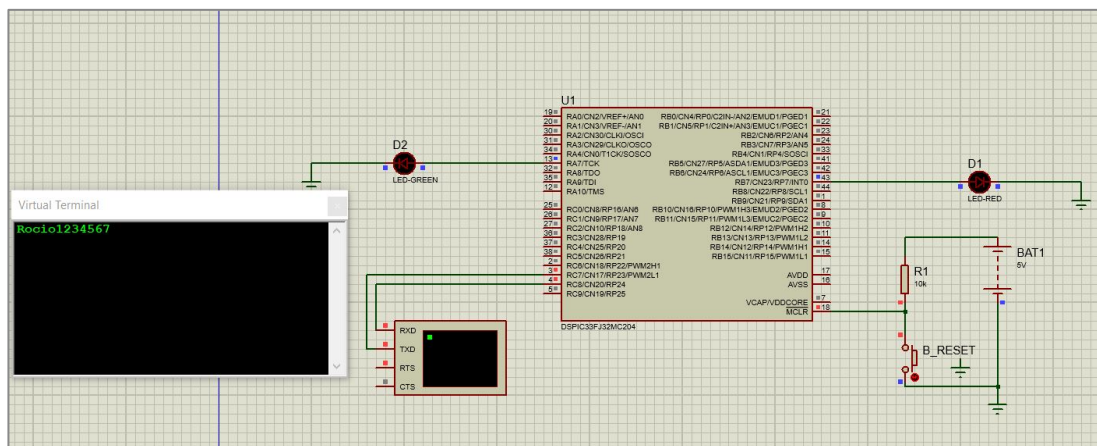 Virtual Terminal
Rocio1234567
D2
LED-GREEN
U1
19 RA0/CN2/VREF+/AN0
20 RA1/CN3/VREF-/AN1
30 RA2/CN30/CLKI/OSCI
31 RA3/CN29/CLKO/OSCO
34 RA4/CN0/T1CK/SOSCO
13 RA7/TCK
32 RA8/TDO
35 RA9/TDI
12 RA10/TMS
25 RC0/CN8/RP16/AN6
26 RC1/CN9/RP17/AN7
27 RC2/CN10/RP18/AN8
36 RC3/CN28/RP19
37 RC4/CN25/RP20
38 RC5/CN26/RP21
2 RC6/CN18/RP22/PWM2H1
3 RC7/CN17/RP23/PWM2L1
4 RC8/CN20/RP24
5 RC9/CN19/RP25
RB0/CN4/RP0/C2IN-/AN2/EMUD1/PGED1 21
RB1/CN5/RP1/C2IN+/AN3/EMUC1/PGEC1 22
RB2/CN6/RP2/AN4 23
RB3/CN7/RP3/AN5 24
RB4/CN1/RP4/SOSCI 33
RB5/CN27/RP5/ASDA1/EMUD3/PGED3 41
RB6/CN24/RP6/ASCL1/EMUC3/PGEC3 42
RB7/CN23/RP7/INT0 43
RB8/CN22/RP8/SCL1 44
RB9/CN21/RP9/SDA1 1
RB10/CN16/RP10/PWM1H3/EMUD2/PGED2 8
RB11/CN15/RP11/PWM1L3/EMUC2/PGEC2 9
RB12/CN14/RP12/PWM1H2 10
RB13/CN13/RP13/PWM1L2 11
RB14/CN12/RP14/PWM1H1 14
RB15/CN11/RP15/PWM1L1 15
AVDD 17
AVSS 16
VCAP/VDDCORE 7
MCLR 18
DSPIC33FJ32MC204
RXD
TXD
RTS
CTS
D1
LED-RED
R1
10k
BAT1
5V
B_RESET